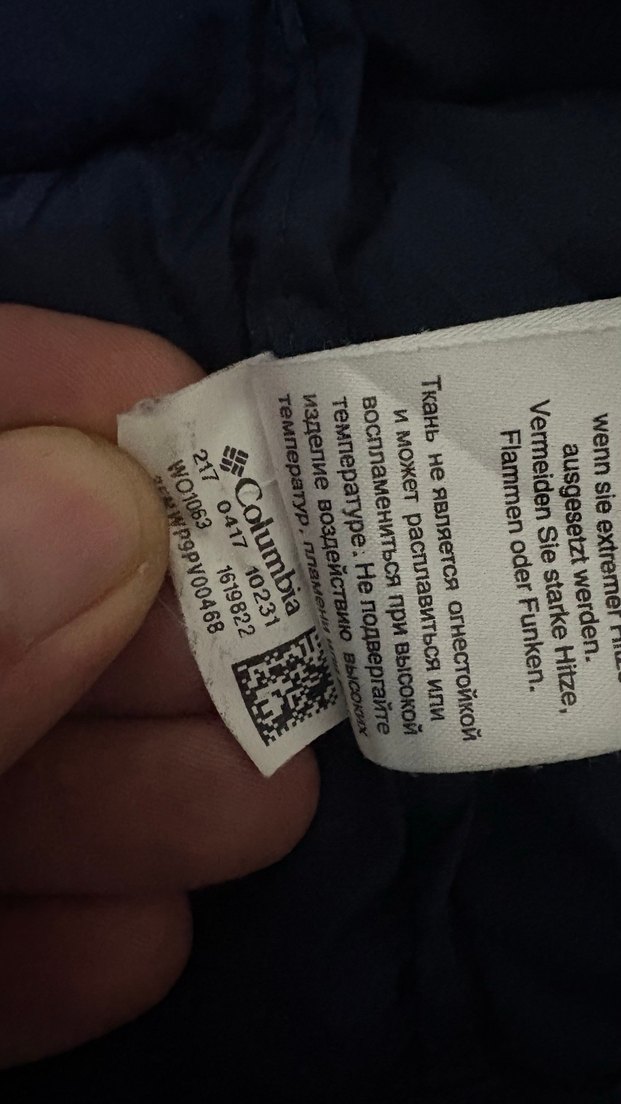 wenn sie extremer
ausgesetzt werden.
Vermeiden Sie starke Hitze,
Flammen oder Funken.
Ткань не является огнестойкой
и может расплавиться или
воспламениться при высокой
температуре. Не подвергайте
изделие воздействию высоких
температур, пламени
Columbia
217 0417 10231
WO1063 1619822